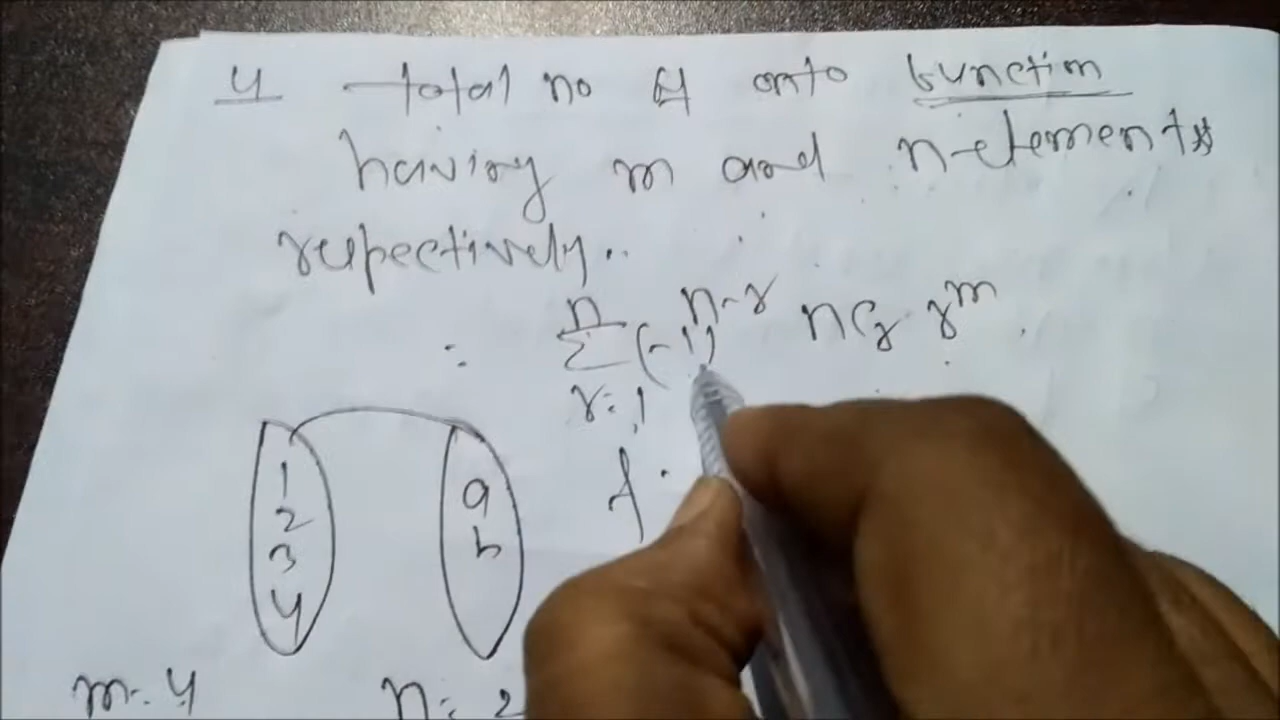 4 total no of onto function
having m and n-elements
respectively..
= n∑r=1 (-1)^n-r nCr r^m.
1 a
2 b
3
4
f:
m = 4 n = 2